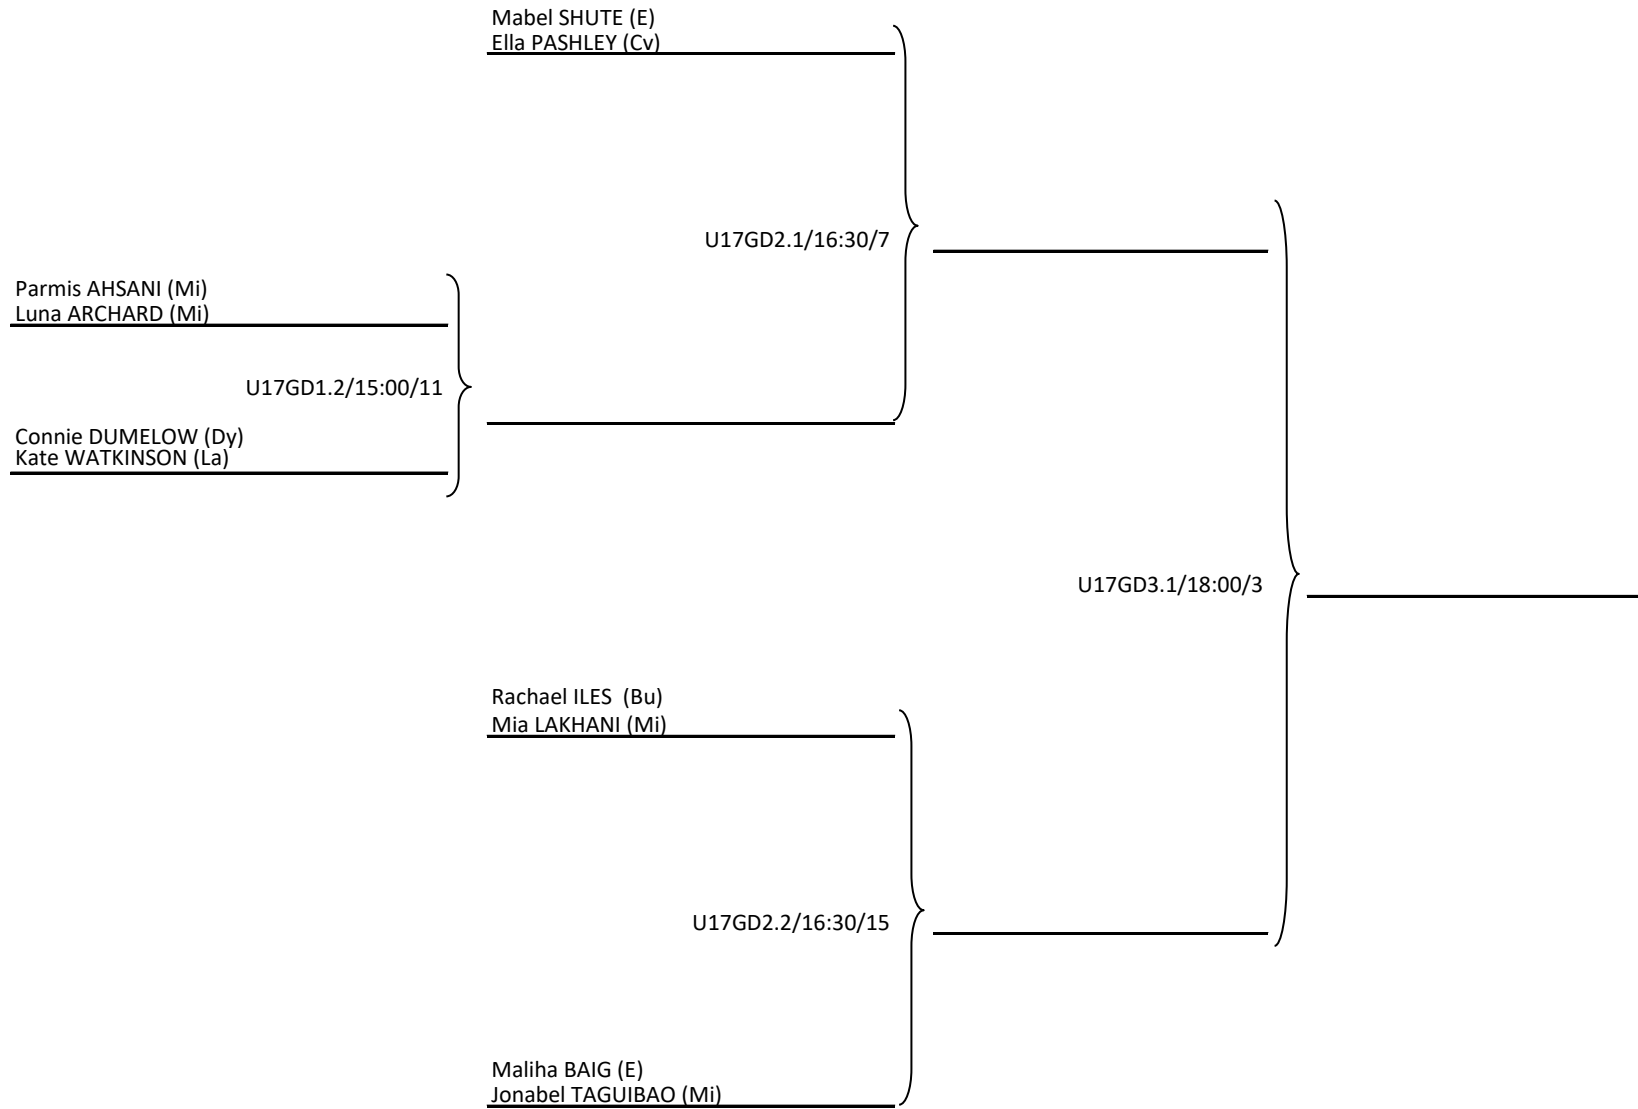 Mabel SHUTE (E)
Ella PASHLEY (Cv)
U17GD2.1/16:30/7
Parmis AHSANI (Mi)
Luna ARCHARD (Mi)
U17GD1.2/15:00/11
Connie DUMELOW (Dy)
Kate WATKINSON (La)
U17GD3.1/18:00/3
Rachael ILES  (Bu)
Mia LAKHANI (Mi)
U17GD2.2/16:30/15
Maliha BAIG (E)
Jonabel TAGUIBAO (Mi)